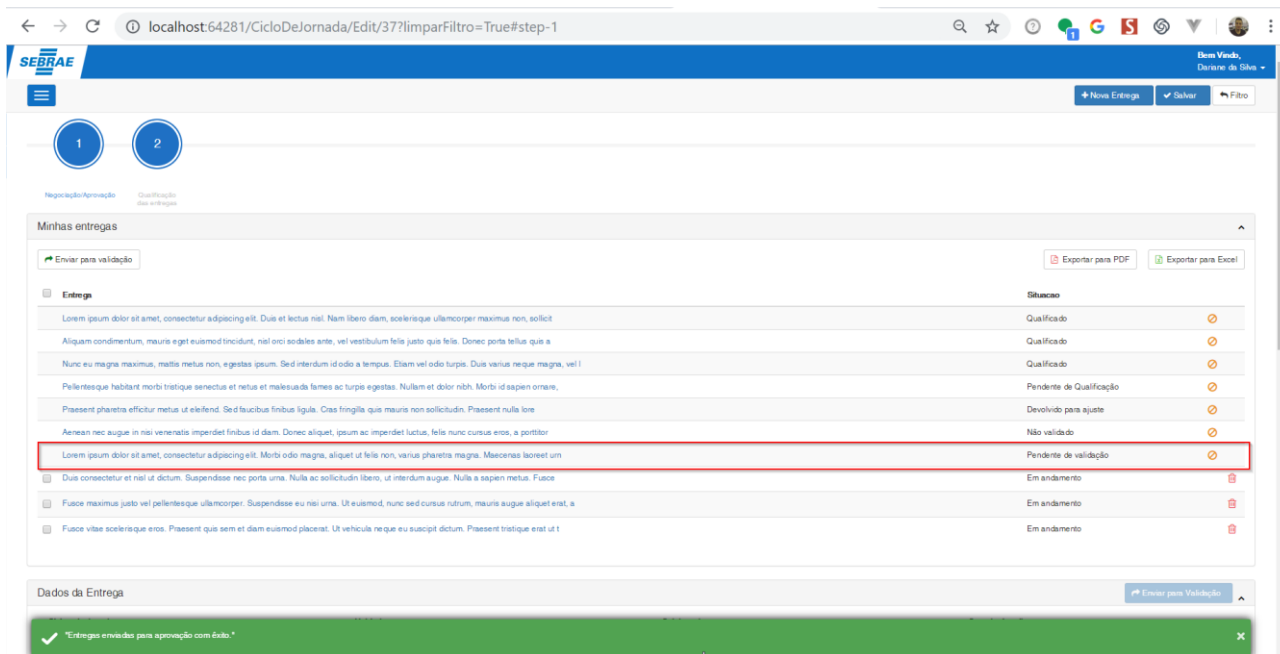 localhost:64281/CicloDeJornada/Edit/37?limparFiltro=True#step-1
SEBRAE
Bem Vindo,
Dariane da Silva
Nova Entrega
Salvar
Filtro
1
2
Negociação/Aprovação
Qualificação
das entregas
Minhas entregas
Enviar para validação
Exportar para PDF
Exportar para Excel
Entrega Situacao
Lorem ipsum dolor sit amet, consectetur adipiscing elit. Duis et lectus nisl. Nam libero diam, scelerisque ullamcorper maximus non, sollicit Qualificado
Aliquam condimentum, mauris eget euismod tincidunt, nisl orci sodales ante, vel vestibulum felis justo quis felis. Donec porta tellus quis a Qualificado
Nunc eu magna maximus, mattis metus non, egestas ipsum. Sed interdum id odio a tempus. Etiam vel odio turpis. Duis varius neque magna, vel l Qualificado
Pellentesque habitant morbi tristique senectus et netus et malesuada fames ac turpis egestas. Nullam et dolor nibh. Morbi id sapien ornare, Pendente de Qualificação
Praesent pharetra efficitur metus ut eleifend. Sed faucibus finibus ligula. Cras fringilla quis mauris non sollicitudin. Praesent nulla lore Devolvido para ajuste
Aenean nec augue in nisi venenatis imperdiet finibus id diam. Donec aliquet, ipsum ac imperdiet luctus, felis nunc cursus eros, a porttitor Não validado
Lorem ipsum dolor sit amet, consectetur adipiscing elit. Morbi odio magna, aliquet ut felis non, varius pharetra magna. Maecenas laoreet urn Pendente de validação
Duis consectetur et nisl ut dictum. Suspendisse nec porta urna. Nulla ac sollicitudin libero, ut interdum augue. Nulla a sapien metus. Fusce Em andamento
Fusce maximus justo vel pellentesque ullamcorper. Suspendisse eu nisi urna. Ut euismod, nunc sed cursus rutrum, mauris augue aliquet erat, a Em andamento
Fusce vitae scelerisque eros. Praesent quis sem et diam euismod placerat. Ut vehicula neque eu suscipit dictum. Praesent tristique erat ut t Em andamento
Dados da Entrega
Enviar para Validação
"Entregas enviadas para aprovação com êxito."